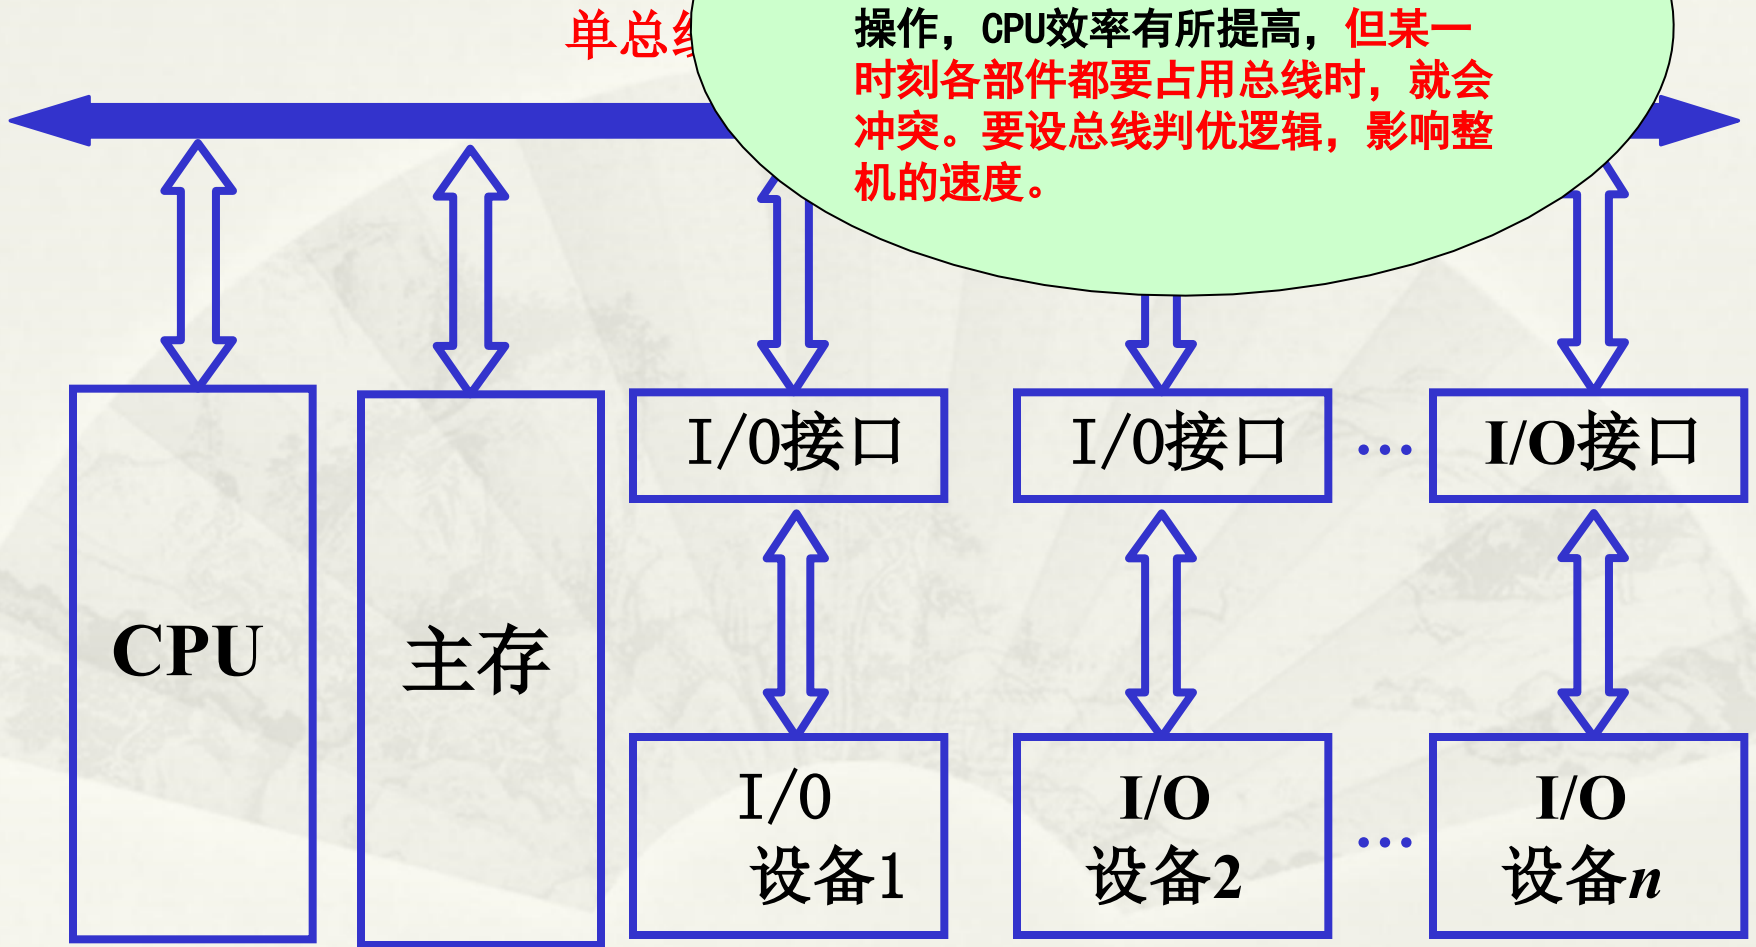 单总
操作，CPU效率有所提高，但某一
时刻各部件都要占用总线时，就会
冲突。要设总线判优逻辑，影响整
机的速度。
I/O接口
I/O接口
…
I/O接口
CPU
主存
I/O
设备1
I/O
设备2
…
I/O
设备n